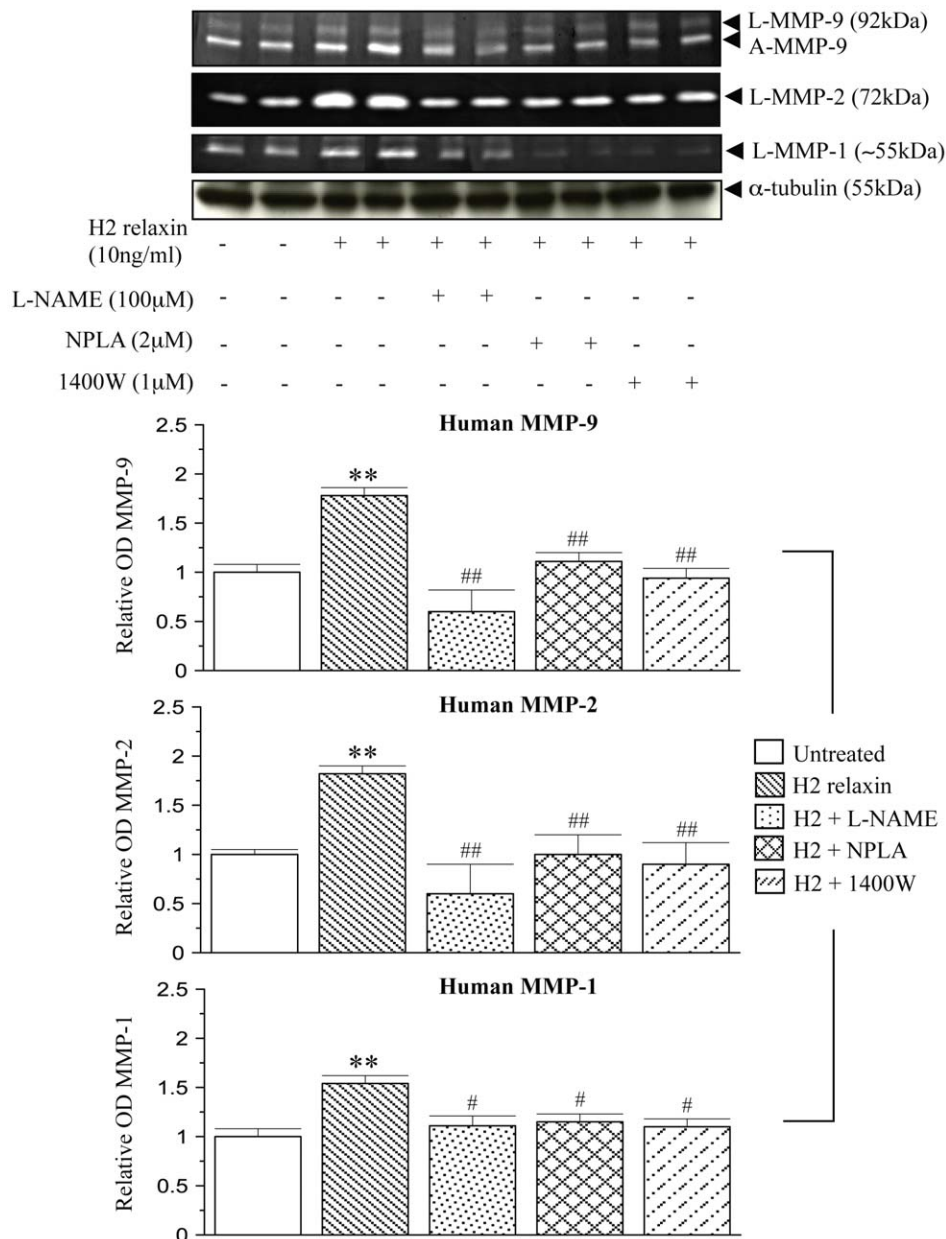 L-MMP-9 (92kDa)
A-MMP-9
L-MMP-2 (72kDa)
L-MMP-1 (~55kDa)
α-tubulin (55kDa)
H2 relaxin
(10ng/ml)
- - + + + + + + + +
L-NAME (100μM)
- - - - + + - - - -
NPLA (2μM)
- - - - - - + + - -
1400W (1μM)
- - - - - - - - + +
Human MMP-9
Relative OD MMP-9
2.5
2
1.5
1
0.5
0
**
##
##
##
Human MMP-2
Relative OD MMP-2
2.5
2
1.5
1
0.5
0
**
##
##
##
Untreated
H2 relaxin
H2 + L-NAME
H2 + NPLA
H2 + 1400W
Human MMP-1
Relative OD MMP-1
2.5
2
1.5
1
0.5
0
**
#
#
#